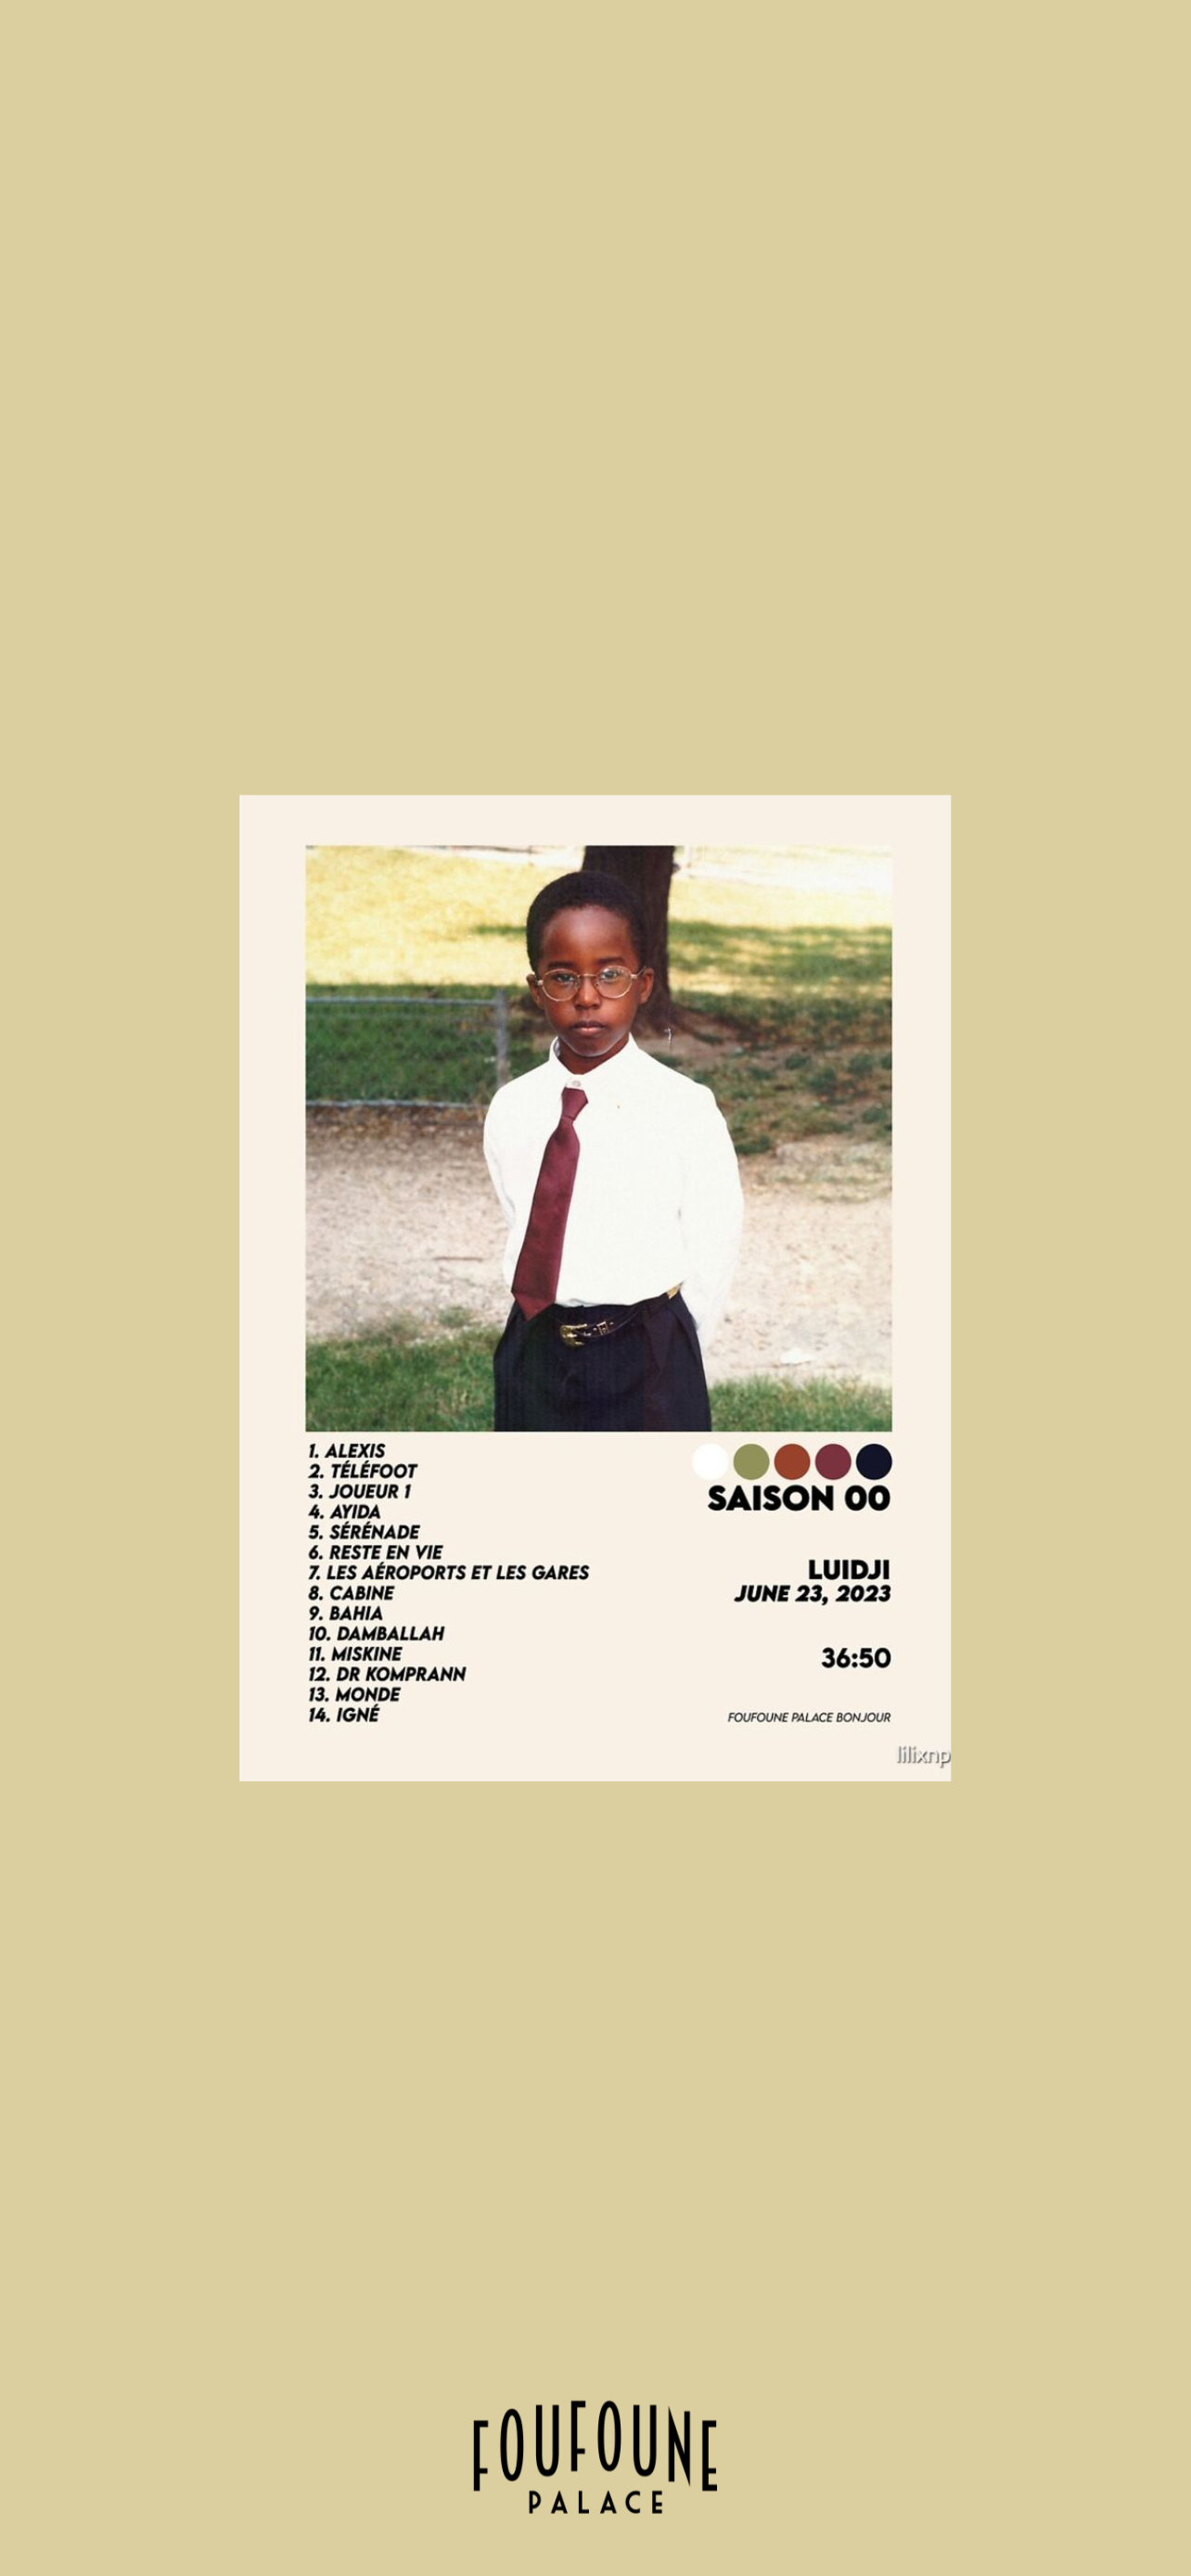 1. ALEXIS
2. TÉLÉFOOT
3. JOUEUR 1
4. AYIDA
5. SÉRÉNADE
6. RESTE EN VIE
7. LES AÉROPORTS ET LES GARES
8. CABINE
9. BAHIA
10. DAMBALLAH
11. MISKINE
12. DR KOMPRANN
13. MONDE
14. IGNÉ
SAISON 00
LUIDJI
JUNE 23, 2023
36:50
FOUFOUNE PALACE BONJOUR
lilixnp
FOUFOUNE
PALACE